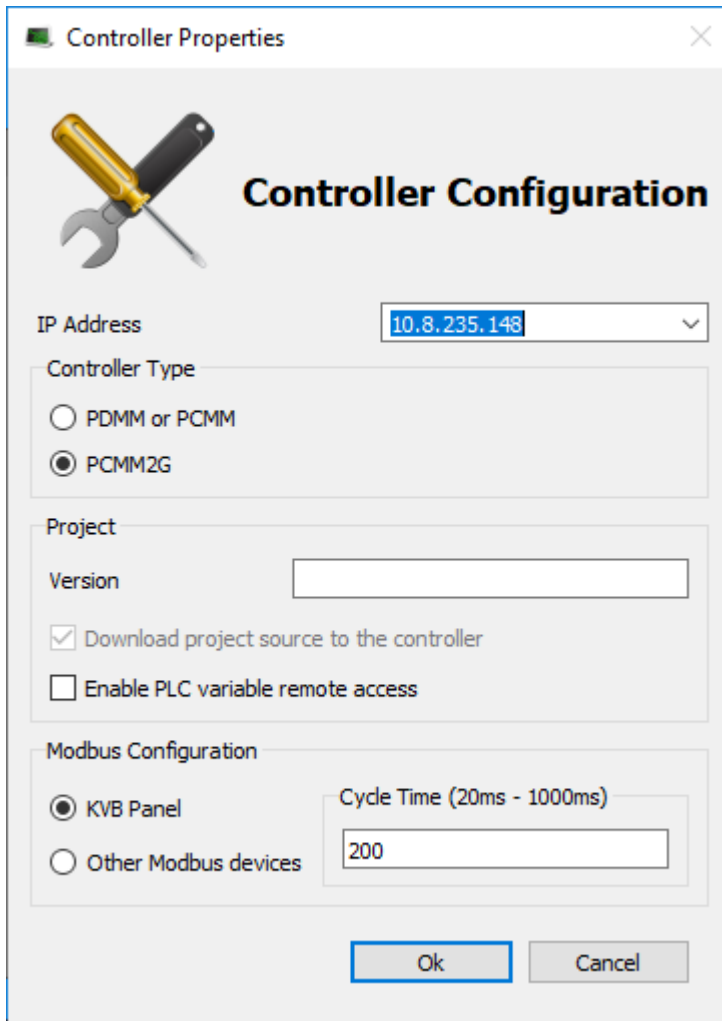 Controller Properties
Controller Configuration
IP Address
10.8.235.148
Controller Type
PDMM or PCMM
PCMM2G
Project
Version
Download project source to the controller
Enable PLC variable remote access
Modbus Configuration
KVB Panel
Cycle Time (20ms - 1000ms)
200
Other Modbus devices
Ok
Cancel